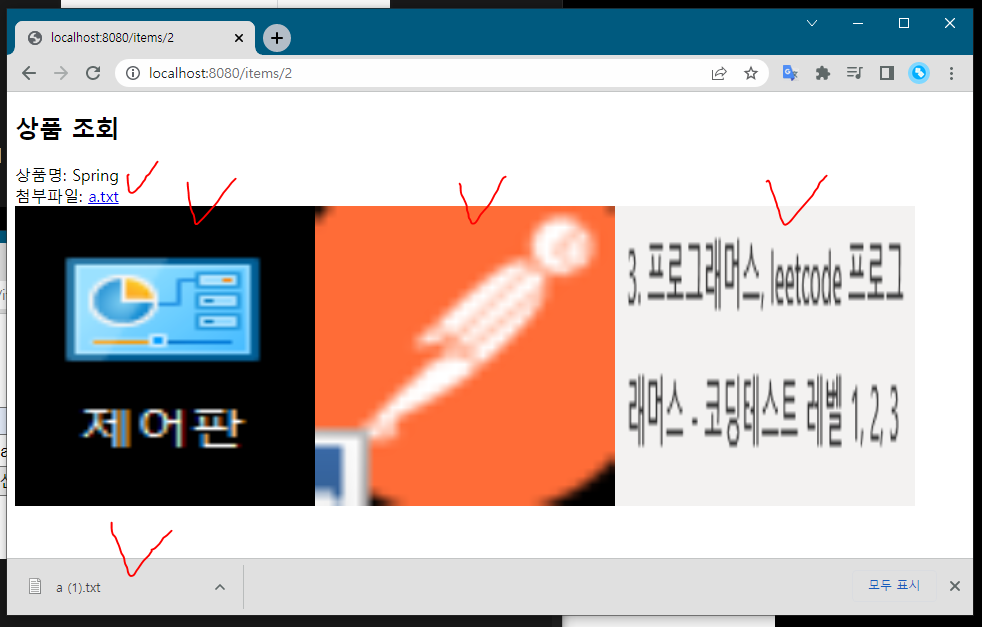 localhost:8080/items/2
localhost:8080/items/2
상품 조회
상품명: Spring
첨부파일: a.txt
제어판
3. 프로그래머스, leetcode 프로그
래머스 - 코딩테스트 레벨 1, 2, 3
a (1).txt
모두 표시